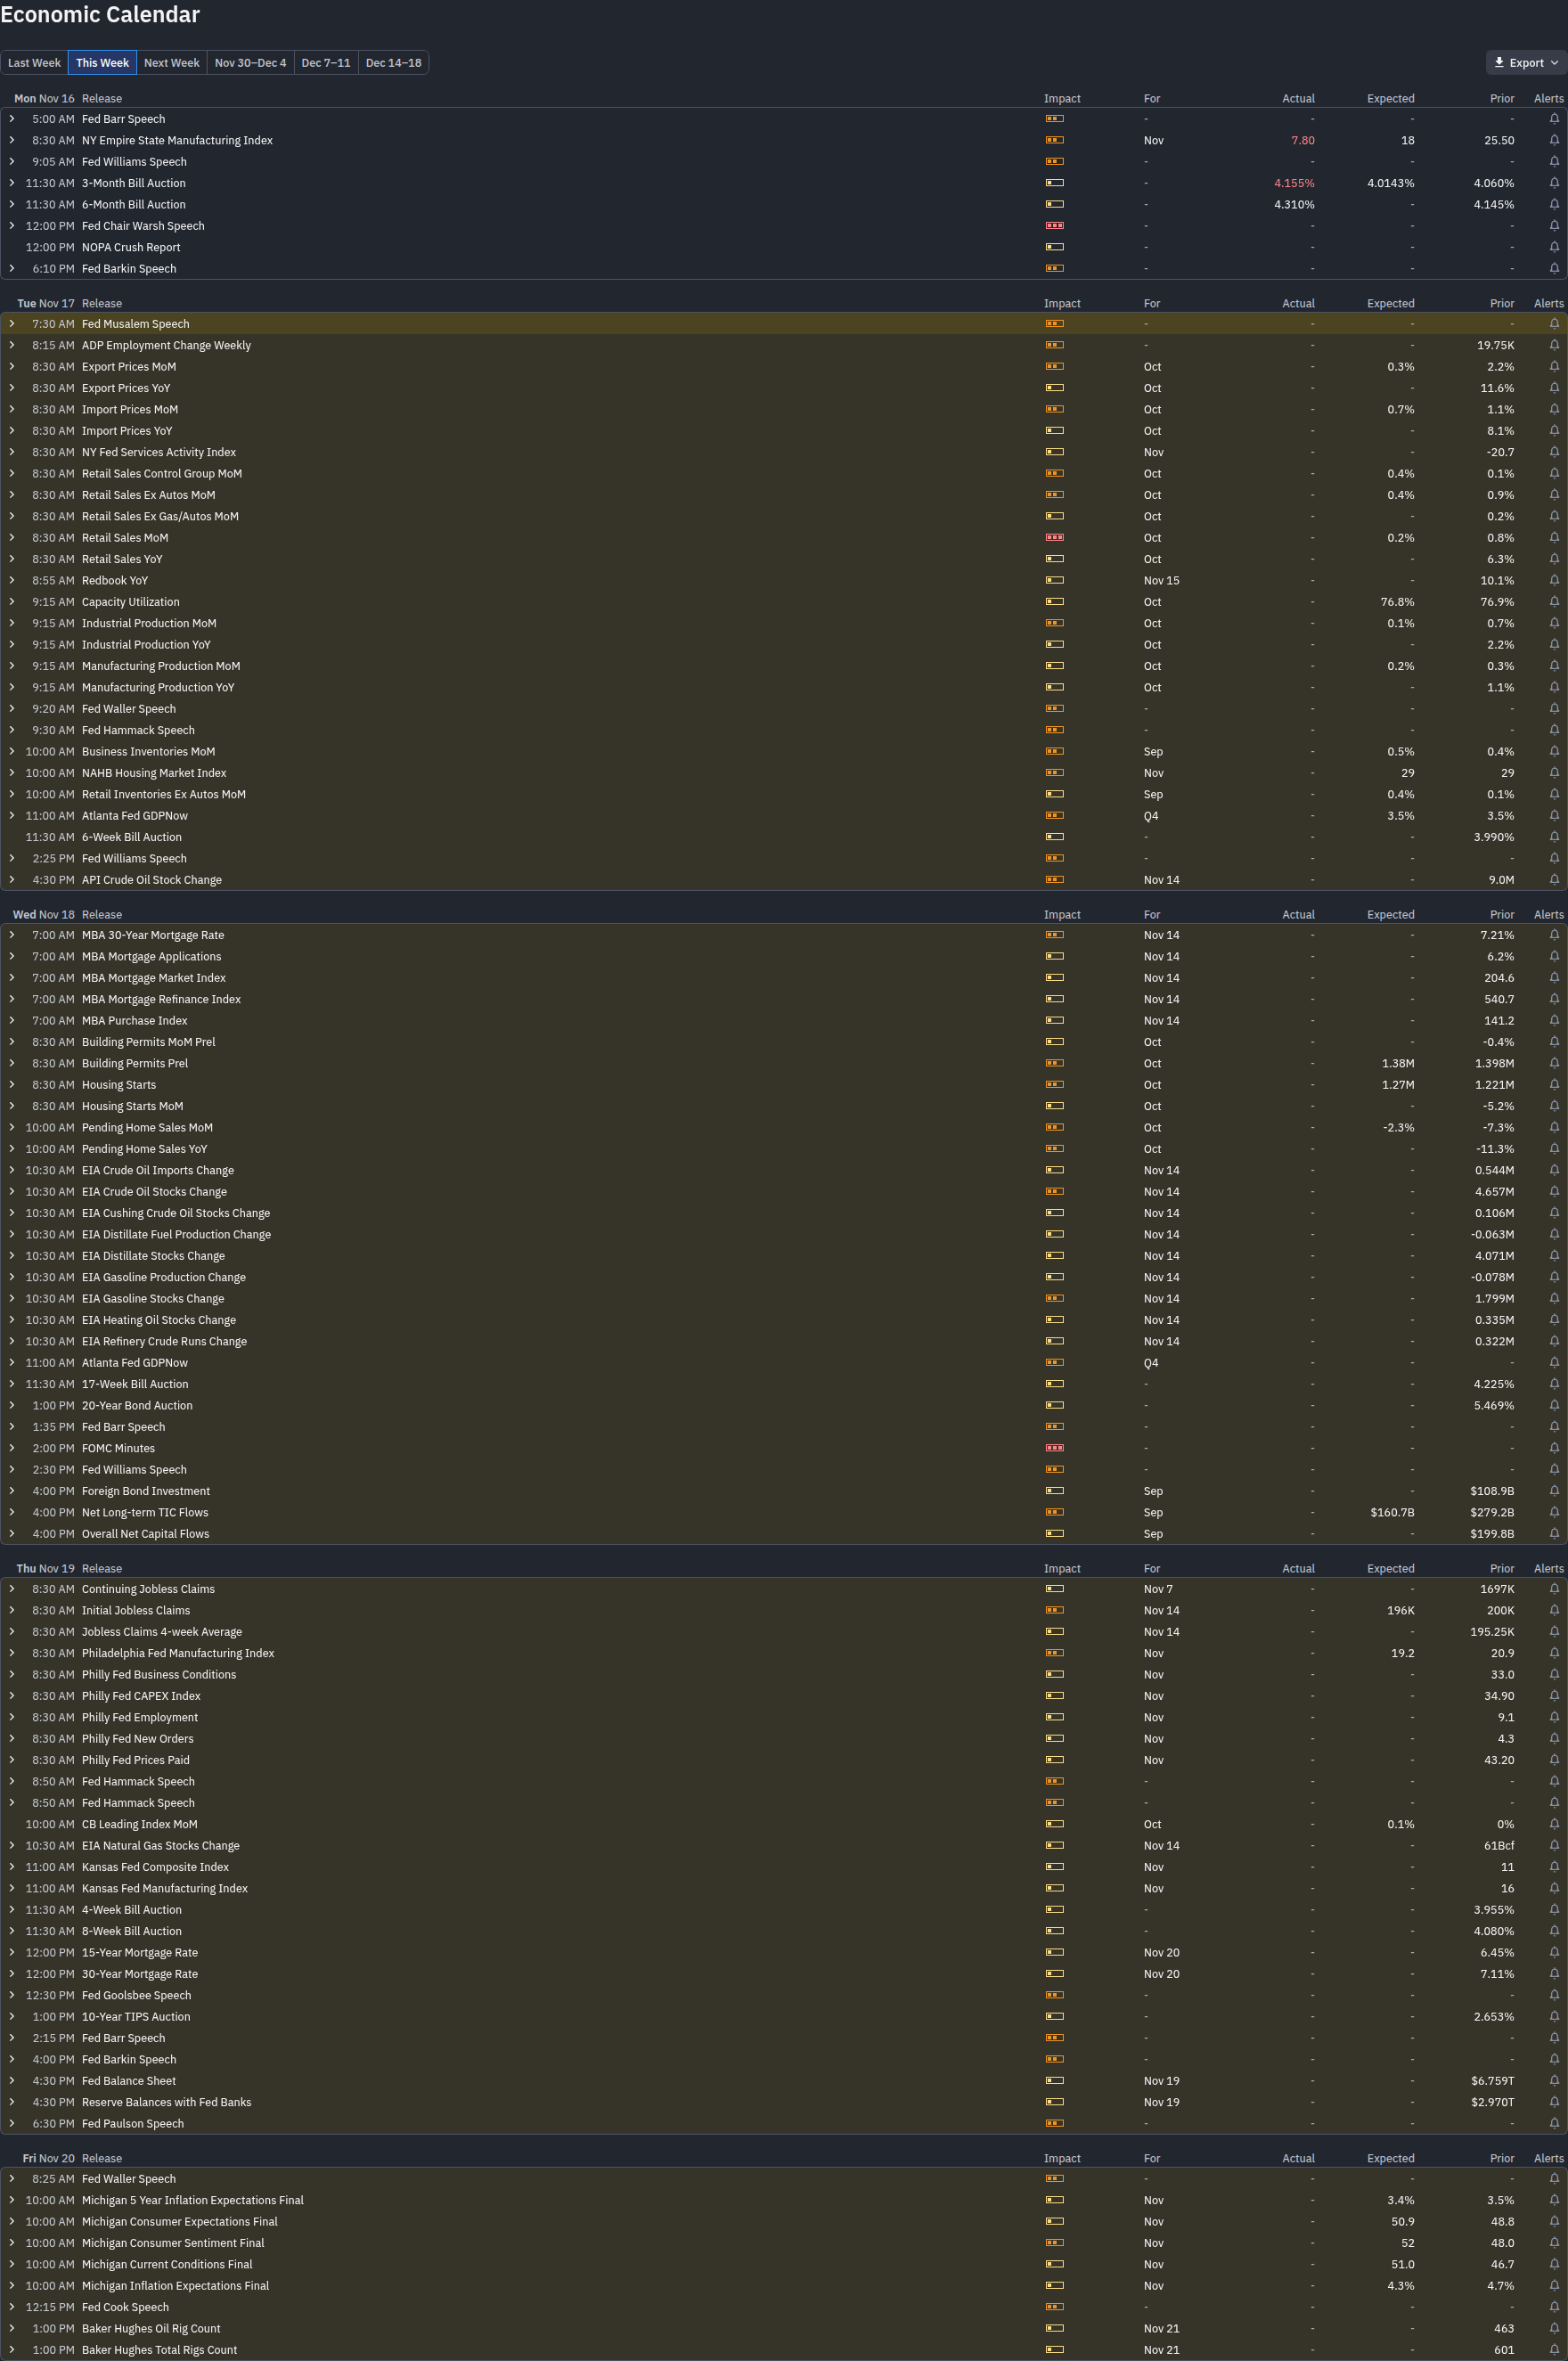 Economic Calendar
Last Week This Week Next Week Nov 30–Dec 4 Dec 7–11 Dec 14–18 Export
Mon Nov 16 Release Impact For Actual Expected Prior Alerts
5:00 AM Fed Barr Speech - - - -
8:30 AM NY Empire State Manufacturing Index Nov 7.80 18 25.50
9:05 AM Fed Williams Speech - - - -
11:30 AM 3-Month Bill Auction - 4.155% 4.0143% 4.060%
11:30 AM 6-Month Bill Auction - 4.310% - 4.145%
12:00 PM Fed Chair Warsh Speech - - - -
12:00 PM NOPA Crush Report - - - -
6:10 PM Fed Barkin Speech - - - -
Tue Nov 17 Release Impact For Actual Expected Prior Alerts
7:30 AM Fed Musalem Speech - - - -
8:15 AM ADP Employment Change Weekly - - - 19.75K
8:30 AM Export Prices MoM Oct - 0.3% 2.2%
8:30 AM Export Prices YoY Oct - - 11.6%
8:30 AM Import Prices MoM Oct - 0.7% 1.1%
8:30 AM Import Prices YoY Oct - - 8.1%
8:30 AM NY Fed Services Activity Index Nov - - -20.7
8:30 AM Retail Sales Control Group MoM Oct - 0.4% 0.1%
8:30 AM Retail Sales Ex Autos MoM Oct - 0.4% 0.9%
8:30 AM Retail Sales Ex Gas/Autos MoM Oct - - 0.2%
8:30 AM Retail Sales MoM Oct - 0.2% 0.8%
8:30 AM Retail Sales YoY Oct - - 6.3%
8:55 AM Redbook YoY Nov 15 - - 10.1%
9:15 AM Capacity Utilization Oct - 76.8% 76.9%
9:15 AM Industrial Production MoM Oct - 0.1% 0.7%
9:15 AM Industrial Production YoY Oct - - 2.2%
9:15 AM Manufacturing Production MoM Oct - 0.2% 0.3%
9:15 AM Manufacturing Production YoY Oct - - 1.1%
9:20 AM Fed Waller Speech - - - -
9:30 AM Fed Hammack Speech - - - -
10:00 AM Business Inventories MoM Sep - 0.5% 0.4%
10:00 AM NAHB Housing Market Index Nov - 29 29
10:00 AM Retail Inventories Ex Autos MoM Sep - 0.4% 0.1%
11:00 AM Atlanta Fed GDPNow Q4 - 3.5% 3.5%
11:30 AM 6-Week Bill Auction - - - 3.990%
2:25 PM Fed Williams Speech - - - -
4:30 PM API Crude Oil Stock Change Nov 14 - - 9.0M
Wed Nov 18 Release Impact For Actual Expected Prior Alerts
7:00 AM MBA 30-Year Mortgage Rate Nov 14 - - 7.21%
7:00 AM MBA Mortgage Applications Nov 14 - - 6.2%
7:00 AM MBA Mortgage Market Index Nov 14 - - 204.6
7:00 AM MBA Mortgage Refinance Index Nov 14 - - 540.7
7:00 AM MBA Purchase Index Nov 14 - - 141.2
8:30 AM Building Permits MoM Prel Oct - - -0.4%
8:30 AM Building Permits Prel Oct - 1.38M 1.398M
8:30 AM Housing Starts Oct - 1.27M 1.221M
8:30 AM Housing Starts MoM Oct - - -5.2%
10:00 AM Pending Home Sales MoM Oct - -2.3% -7.3%
10:00 AM Pending Home Sales YoY Oct - - -11.3%
10:30 AM EIA Crude Oil Imports Change Nov 14 - - 0.544M
10:30 AM EIA Crude Oil Stocks Change Nov 14 - - 4.657M
10:30 AM EIA Cushing Crude Oil Stocks Change Nov 14 - - 0.106M
10:30 AM EIA Distillate Fuel Production Change Nov 14 - - -0.063M
10:30 AM EIA Distillate Stocks Change Nov 14 - - 4.071M
10:30 AM EIA Gasoline Production Change Nov 14 - - -0.078M
10:30 AM EIA Gasoline Stocks Change Nov 14 - - 1.799M
10:30 AM EIA Heating Oil Stocks Change Nov 14 - - 0.335M
10:30 AM EIA Refinery Crude Runs Change Nov 14 - - 0.322M
11:00 AM Atlanta Fed GDPNow Q4 - - -
11:30 AM 17-Week Bill Auction - - - 4.225%
1:00 PM 20-Year Bond Auction - - - 5.469%
1:35 PM Fed Barr Speech - - - -
2:00 PM FOMC Minutes - - - -
2:30 PM Fed Williams Speech - - - -
4:00 PM Foreign Bond Investment Sep - - $108.9B
4:00 PM Net Long-term TIC Flows Sep - $160.7B $279.2B
4:00 PM Overall Net Capital Flows Sep - - $199.8B
Thu Nov 19 Release Impact For Actual Expected Prior Alerts
8:30 AM Continuing Jobless Claims Nov 7 - - 1697K
8:30 AM Initial Jobless Claims Nov 14 - 196K 200K
8:30 AM Jobless Claims 4-week Average Nov 14 - - 195.25K
8:30 AM Philadelphia Fed Manufacturing Index Nov - 19.2 20.9
8:30 AM Philly Fed Business Conditions Nov - - 33.0
8:30 AM Philly Fed CAPEX Index Nov - - 34.90
8:30 AM Philly Fed Employment Nov - - 9.1
8:30 AM Philly Fed New Orders Nov - - 4.3
8:30 AM Philly Fed Prices Paid Nov - - 43.20
8:50 AM Fed Hammack Speech - - - -
8:50 AM Fed Hammack Speech - - - -
10:00 AM CB Leading Index MoM Oct - 0.1% 0%
10:30 AM EIA Natural Gas Stocks Change Nov 14 - - 61Bcf
11:00 AM Kansas Fed Composite Index Nov - - 11
11:00 AM Kansas Fed Manufacturing Index Nov - - 16
11:30 AM 4-Week Bill Auction - - - 3.955%
11:30 AM 8-Week Bill Auction - - - 4.080%
12:00 PM 15-Year Mortgage Rate Nov 20 - - 6.45%
12:00 PM 30-Year Mortgage Rate Nov 20 - - 7.11%
12:30 PM Fed Goolsbee Speech - - - -
1:00 PM 10-Year TIPS Auction - - - 2.653%
2:15 PM Fed Barr Speech - - - -
4:00 PM Fed Barkin Speech - - - -
4:30 PM Fed Balance Sheet Nov 19 - - $6.759T
4:30 PM Reserve Balances with Fed Banks Nov 19 - - $2.970T
6:30 PM Fed Paulson Speech - - - -
Fri Nov 20 Release Impact For Actual Expected Prior Alerts
8:25 AM Fed Waller Speech - - - -
10:00 AM Michigan 5 Year Inflation Expectations Final Nov - 3.4% 3.5%
10:00 AM Michigan Consumer Expectations Final Nov - 50.9 48.8
10:00 AM Michigan Consumer Sentiment Final Nov - 52 48.0
10:00 AM Michigan Current Conditions Final Nov - 51.0 46.7
10:00 AM Michigan Inflation Expectations Final Nov - 4.3% 4.7%
12:15 PM Fed Cook Speech - - - -
1:00 PM Baker Hughes Oil Rig Count Nov 21 - - 463
1:00 PM Baker Hughes Total Rigs Count Nov 21 - - 601